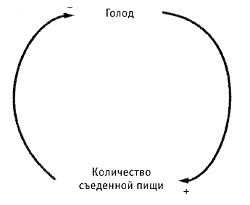 – Голод
Количество
съеденной пищи
+